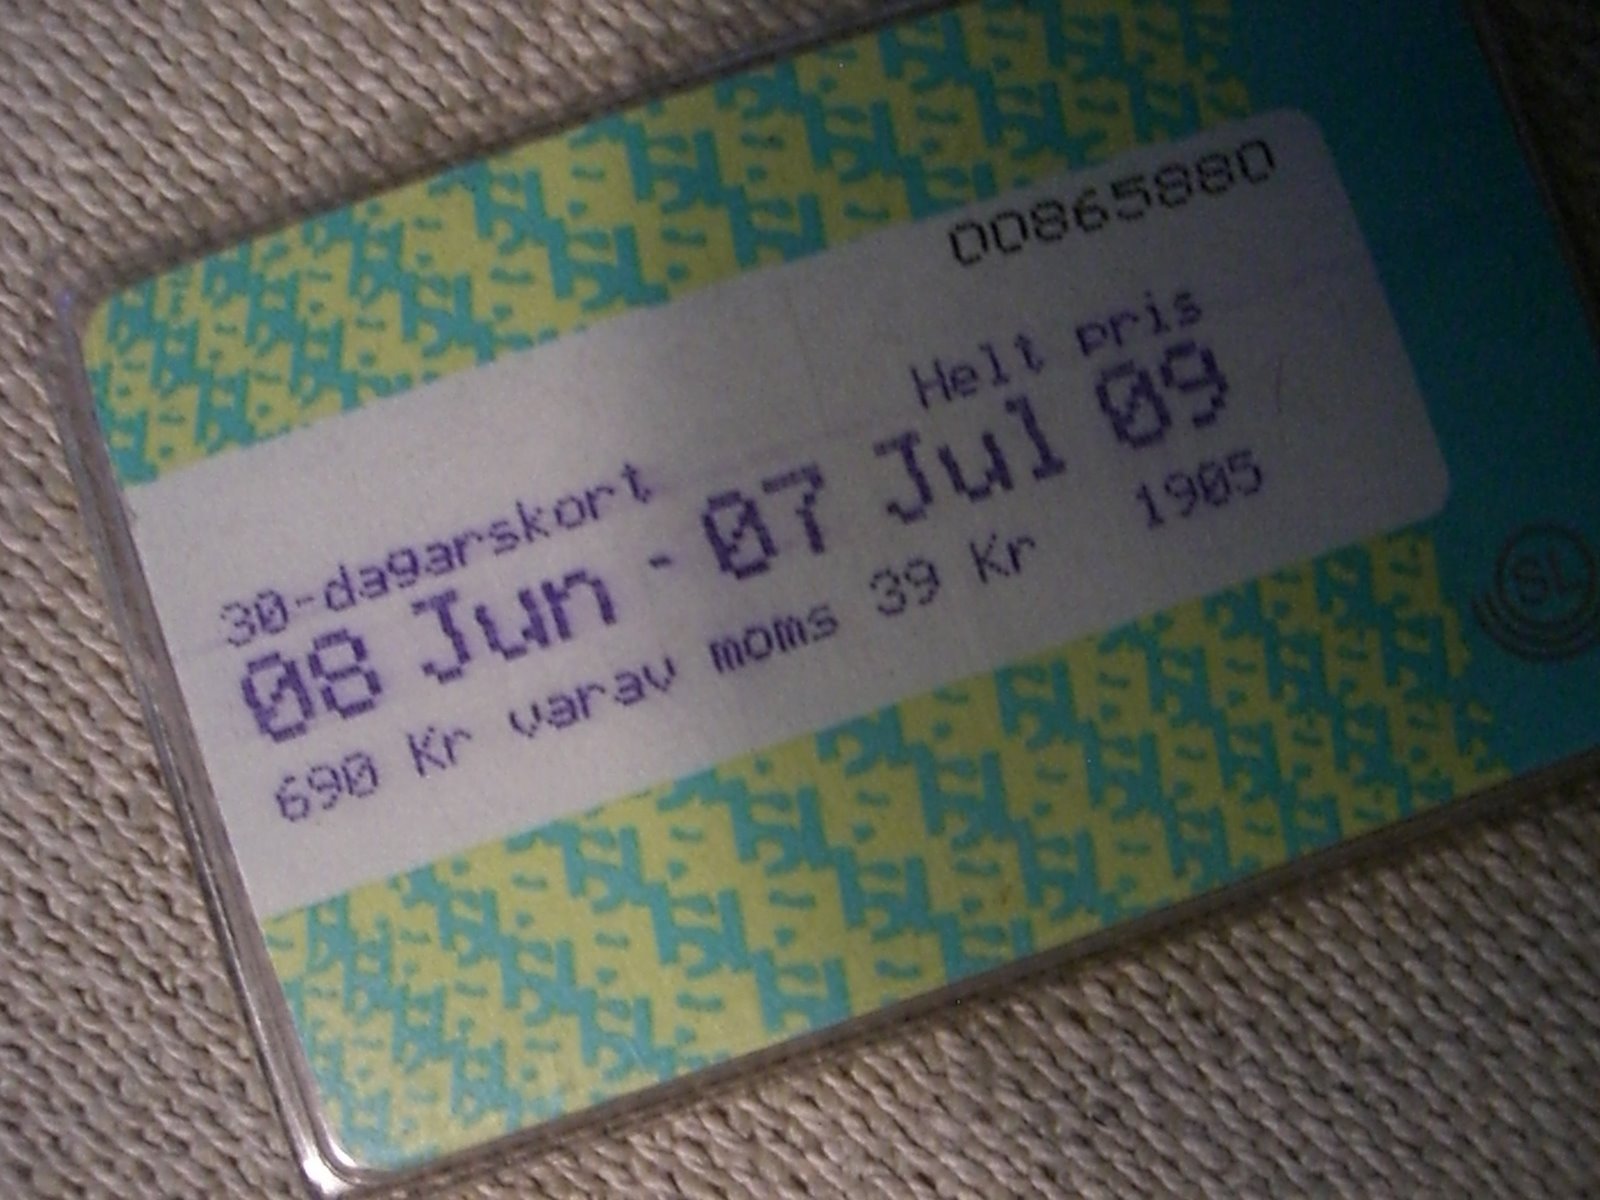 00865880
Helt pris
30-dagarskort
08 Jun - 07 Jul 09
690 Kr varav moms 39 Kr 1905
SL